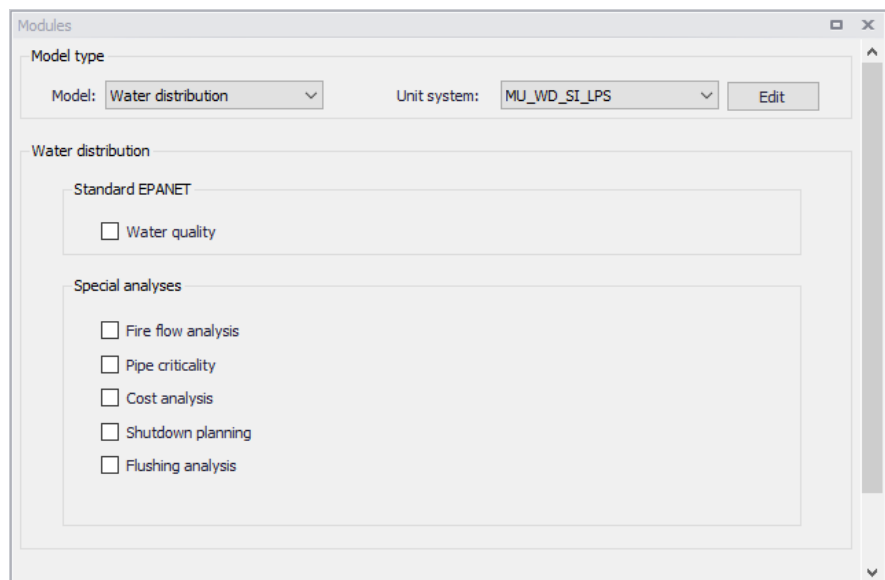 Modules
Model type
Model: Water distribution Unit system: MU_WD_SI_LPS Edit
Water distribution
Standard EPANET
Water quality
Special analyses
Fire flow analysis
Pipe criticality
Cost analysis
Shutdown planning
Flushing analysis